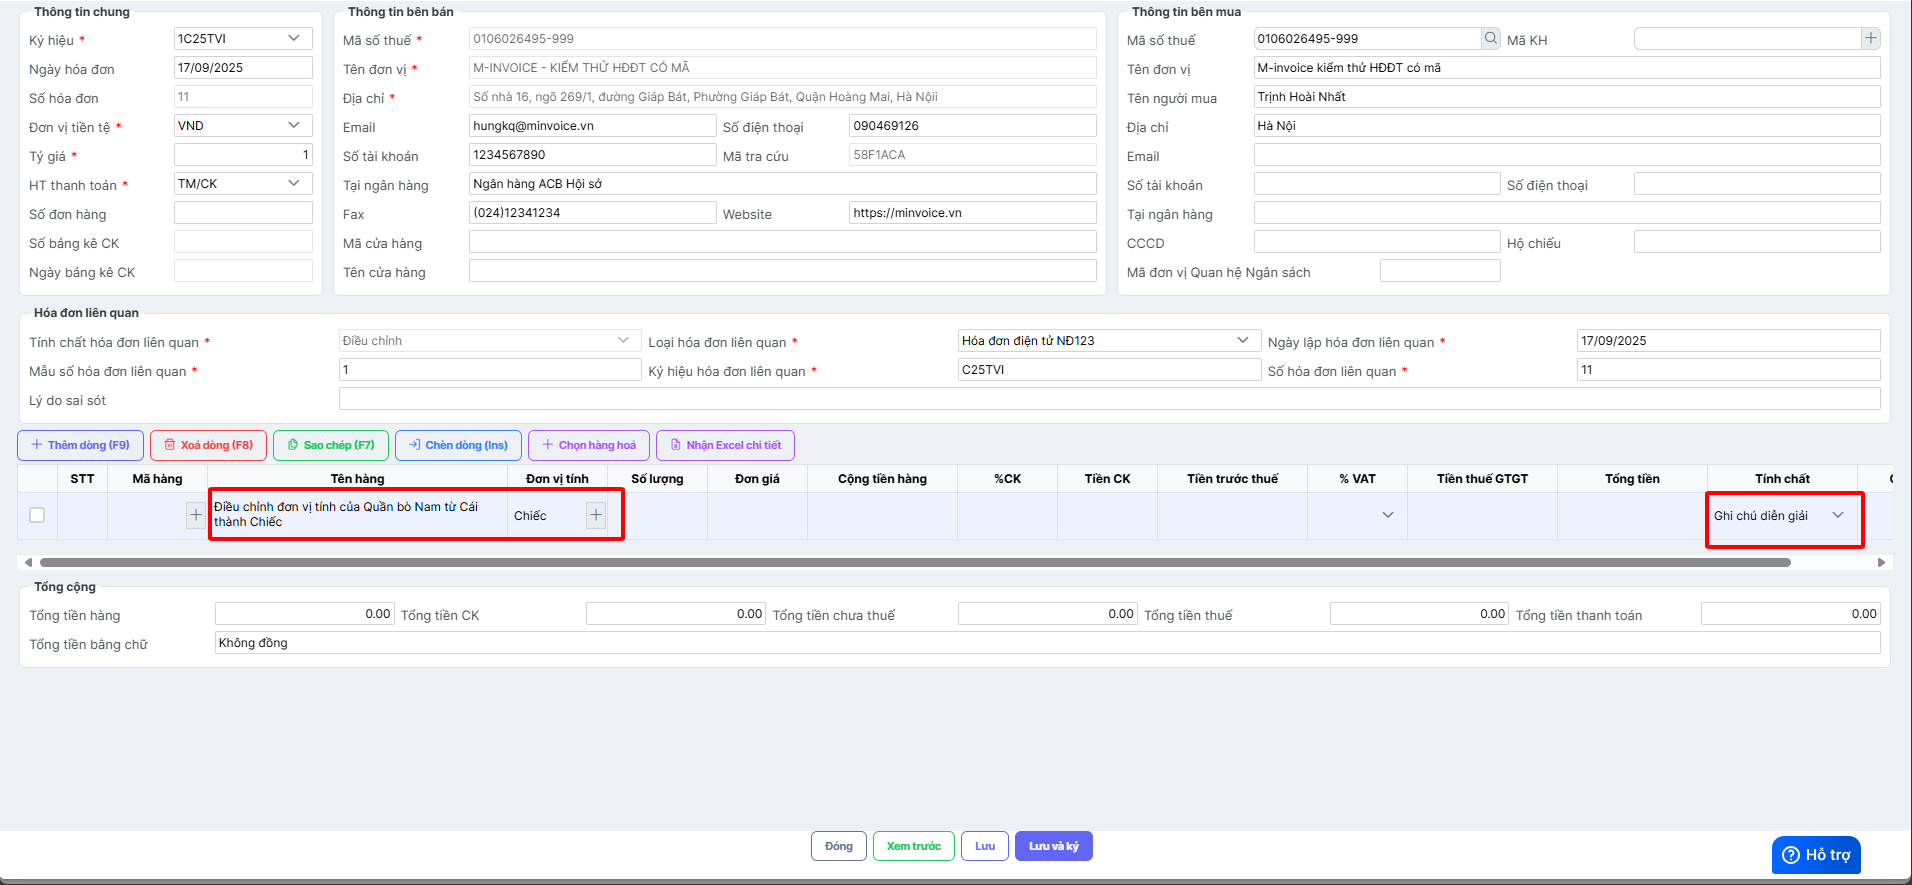 Thông tin chung
Ký hiệu * 1C25TVI
Ngày hóa đơn 17/09/2025
Số hóa đơn 11
Đơn vị tiền tệ * VND
Tỷ giá * 1
HT thanh toán * TM/CK
Số đơn hàng
Số bảng kê CK
Ngày bảng kê CK
Thông tin bên bán
Mã số thuế * 0106026495-999
Tên đơn vị * M-INVOICE - KIỂM THỬ HĐĐT CÓ MÃ
Địa chỉ * Số nhà 16, ngõ 269/1, đường Giáp Bát, Phường Giáp Bát, Quận Hoàng Mai, Hà Nộii
Email hungkq@minvoice.vn Số điện thoại 090469126
Số tài khoản 1234567890 Mã tra cứu 58F1ACA
Tại ngân hàng Ngân hàng ACB Hội sở
Fax (024)12341234 Website https://minvoice.vn
Mã cửa hàng
Tên cửa hàng
Thông tin bên mua
Mã số thuế 0106026495-999 Mã KH
Tên đơn vị M-invoice kiểm thử HĐĐT có mã
Tên người mua Trịnh Hoài Nhất
Địa chỉ Hà Nội
Email
Số tài khoản Số điện thoại
Tại ngân hàng
CCCD Hộ chiếu
Mã đơn vị Quan hệ Ngân sách
Hóa đơn liên quan
Tính chất hóa đơn liên quan * Điều chỉnh Loại hóa đơn liên quan * Hóa đơn điện tử NĐ123 Ngày lập hóa đơn liên quan * 17/09/2025
Mẫu số hóa đơn liên quan * 1 Ký hiệu hóa đơn liên quan * C25TVI Số hóa đơn liên quan * 11
Lý do sai sót
Thêm dòng (F9) Xoá dòng (F8) Sao chép (F7) Chèn dòng (Ins) Chọn hàng hoá Nhận Excel chi tiết
STT Mã hàng Tên hàng Đơn vị tính Số lượng Đơn giá Cộng tiền hàng %CK Tiền CK Tiền trước thuế % VAT Tiền thuế GTGT Tổng tiền Tính chất
Điều chỉnh đơn vị tính của Quần bò Nam từ Cái
thành Chiếc
Chiếc
Ghi chú diễn giải
Tổng cộng
Tổng tiền hàng 0.00 Tổng tiền CK 0.00 Tổng tiền chưa thuế 0.00 Tổng tiền thuế 0.00 Tổng tiền thanh toán 0.00
Tổng tiền bằng chữ Không đồng
Đóng Xem trước Lưu Lưu và ký
Hỗ trợ